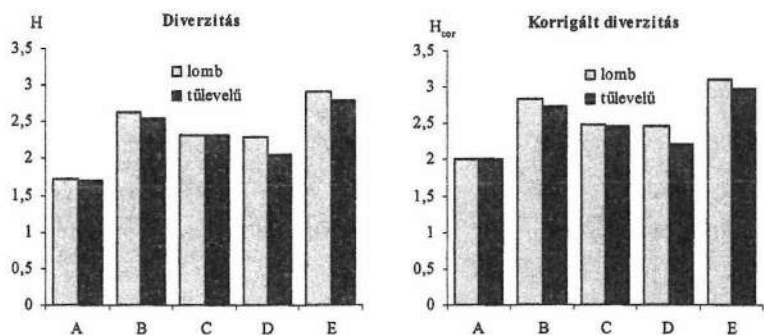 H
Diverzitás
3,5
3
2,5
2
1,5
1
0,5
0
lomb
tűlevelű
A B C D E
H_cor
Korrigált diverzitás
3,5
3
2,5
2
1,5
1
0,5
0
lomb
tűlevelű
A B C D E